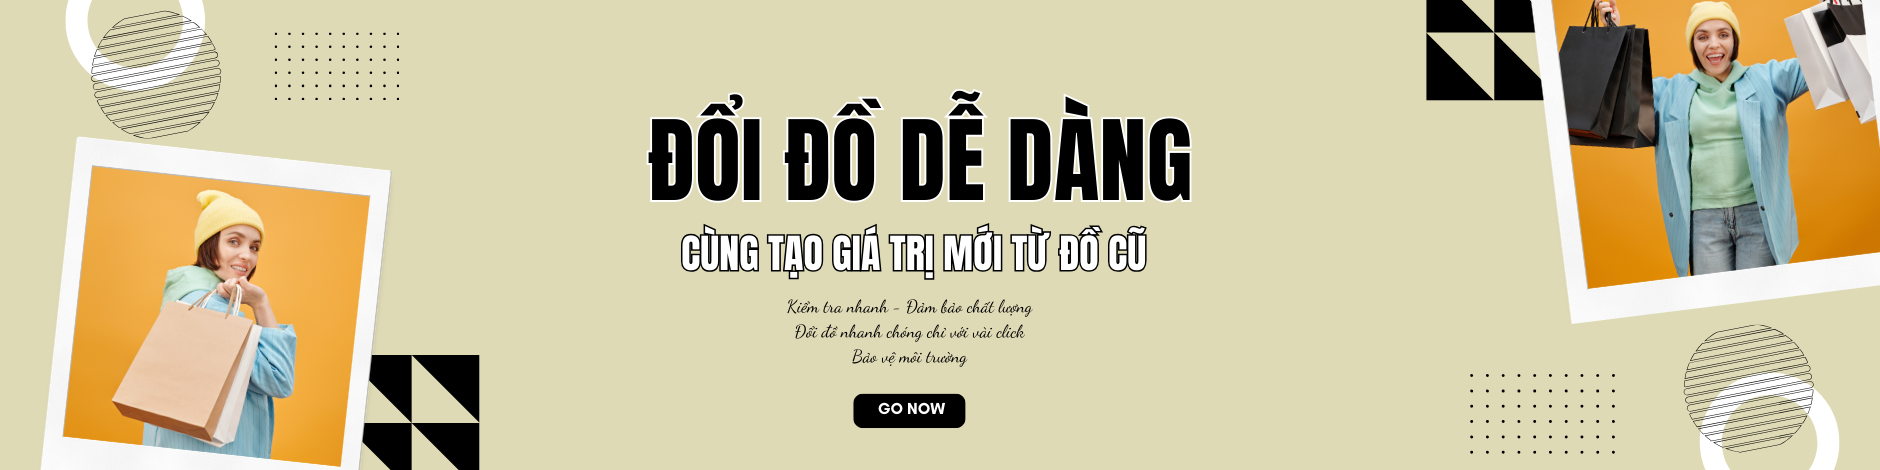 ĐỔI ĐỒ DỄ DÀNG
CÙNG TẠO GIÁ TRỊ MỚI TỪ ĐỒ CŨ
Kiểm tra nhanh - Đảm bảo chất lượng
Đổi đồ nhanh chóng chỉ với vài click
Bảo vệ môi trường
GO NOW